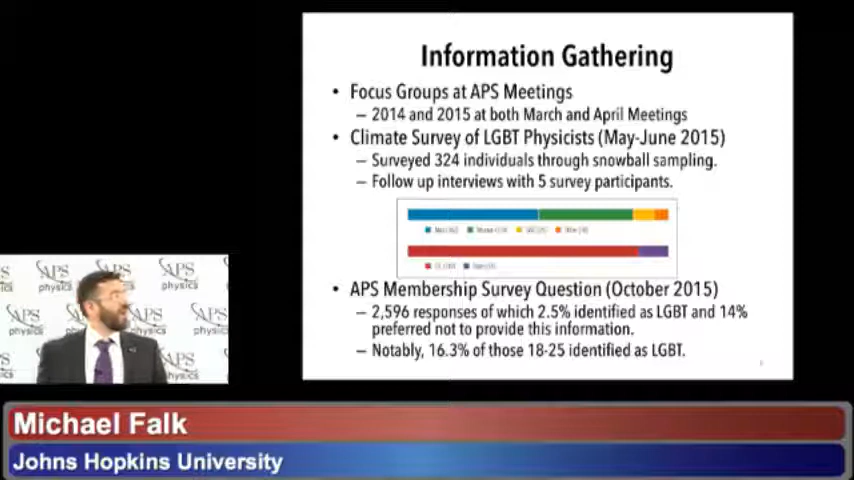 Information Gathering
• Focus Groups at APS Meetings
– 2014 and 2015 at both March and April Meetings
• Climate Survey of LGBT Physicists (May-June 2015)
– Surveyed 324 individuals through snowball sampling.
– Follow up interviews with 5 survey participants.
• APS Membership Survey Question (October 2015)
– 2,596 responses of which 2.5% identified as LGBT and 14%
preferred not to provide this information.
– Notably, 16.3% of those 18-25 identified as LGBT.
APS
physics
APS
physics
APS
physics
APS
physics
Michael Falk
Johns Hopkins University